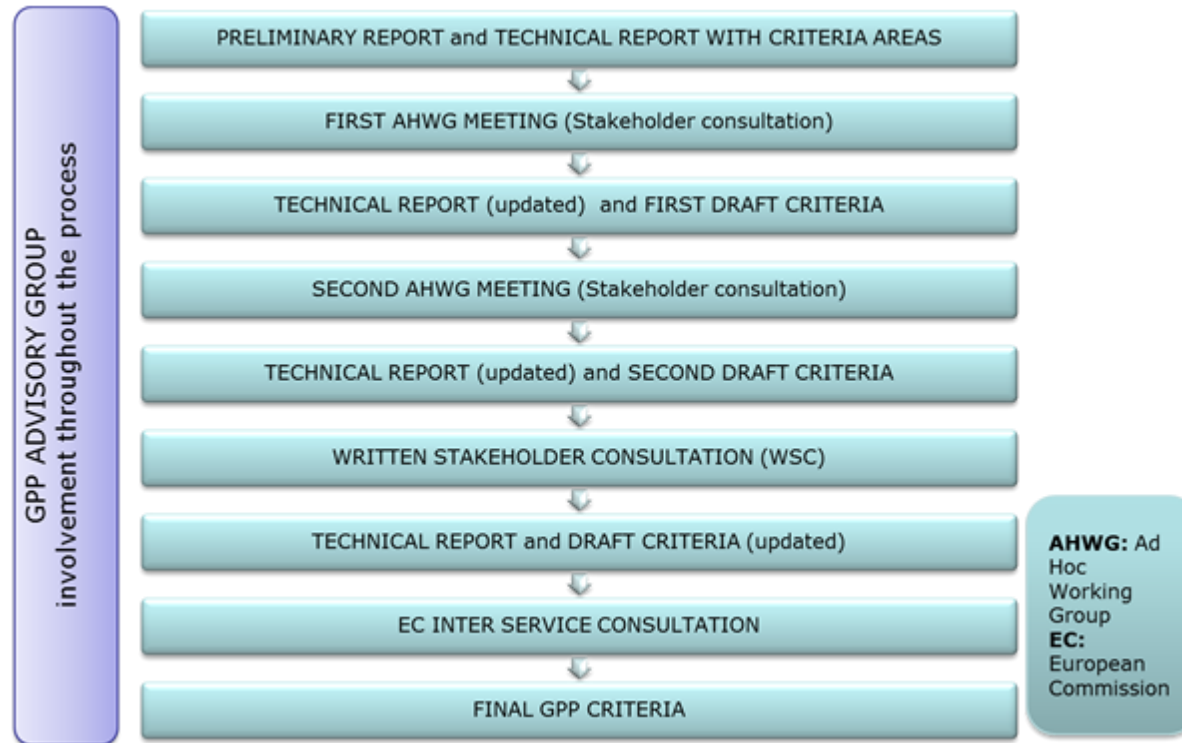 GPP ADVISORY GROUP
involvement throughout the process
PRELIMINARY REPORT and TECHNICAL REPORT WITH CRITERIA AREAS
FIRST AHWG MEETING (Stakeholder consultation)
TECHNICAL REPORT (updated) and FIRST DRAFT CRITERIA
SECOND AHWG MEETING (Stakeholder consultation)
TECHNICAL REPORT (updated) and SECOND DRAFT CRITERIA
WRITTEN STAKEHOLDER CONSULTATION (WSC)
TECHNICAL REPORT and DRAFT CRITERIA (updated)
EC INTER SERVICE CONSULTATION
FINAL GPP CRITERIA
AHWG: Ad
Hoc
Working
Group
EC:
European
Commission